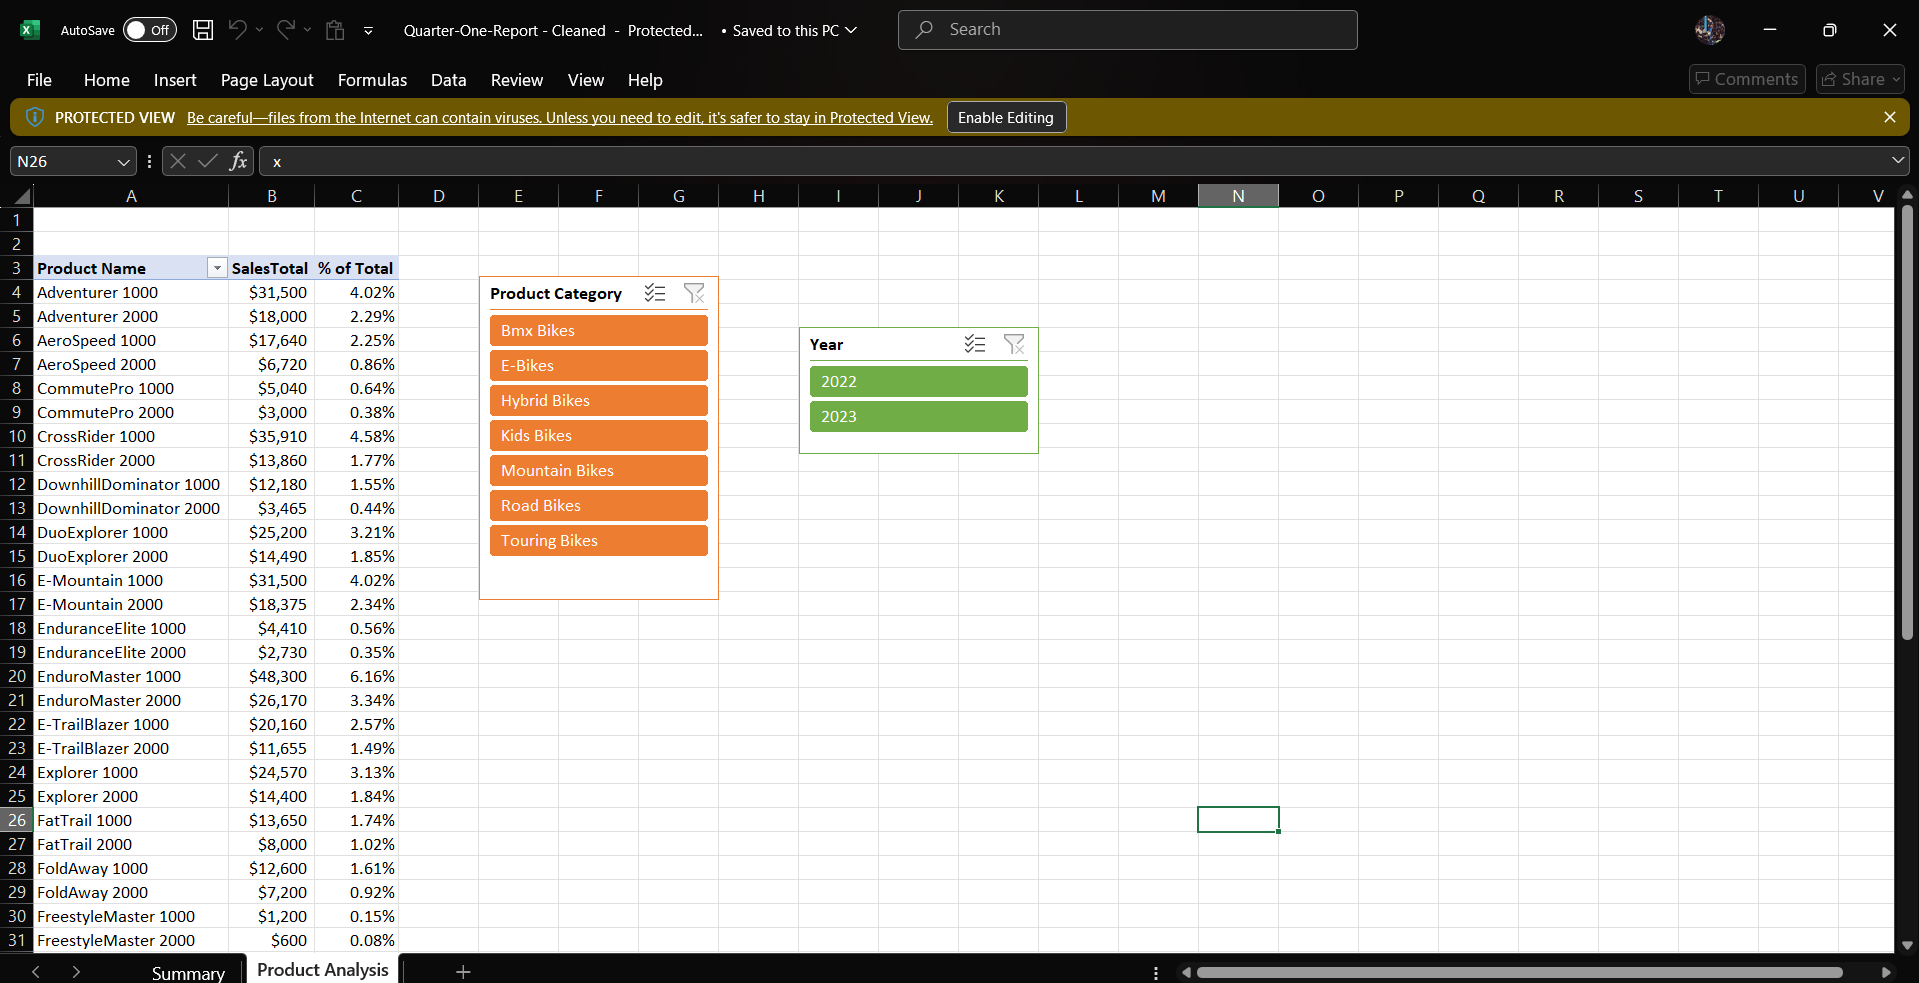 AutoSave Off Quarter-One-Report - Cleaned - Protected... • Saved to this PC Search
File Home Insert Page Layout Formulas Data Review View Help Comments Share
PROTECTED VIEW Be careful—files from the Internet can contain viruses. Unless you need to edit, it's safer to stay in Protected View. Enable Editing
N26 fx x
A B C D E F G H I J K L M N O P Q R S T U V
1
2
3 Product Name SalesTotal % of Total
4 Adventurer 1000 $31,500 4.02%
5 Adventurer 2000 $18,000 2.29%
6 AeroSpeed 1000 $17,640 2.25%
7 AeroSpeed 2000 $6,720 0.86%
8 CommutePro 1000 $5,040 0.64%
9 CommutePro 2000 $3,000 0.38%
10 CrossRider 1000 $35,910 4.58%
11 CrossRider 2000 $13,860 1.77%
12 DownhillDominator 1000 $12,180 1.55%
13 DownhillDominator 2000 $3,465 0.44%
14 DuoExplorer 1000 $25,200 3.21%
15 DuoExplorer 2000 $14,490 1.85%
16 E-Mountain 1000 $31,500 4.02%
17 E-Mountain 2000 $18,375 2.34%
18 EnduranceElite 1000 $4,410 0.56%
19 EnduranceElite 2000 $2,730 0.35%
20 EnduroMaster 1000 $48,300 6.16%
21 EnduroMaster 2000 $26,170 3.34%
22 E-TrailBlazer 1000 $20,160 2.57%
23 E-TrailBlazer 2000 $11,655 1.49%
24 Explorer 1000 $24,570 3.13%
25 Explorer 2000 $14,400 1.84%
26 FatTrail 1000 $13,650 1.74%
27 FatTrail 2000 $8,000 1.02%
28 FoldAway 1000 $12,600 1.61%
29 FoldAway 2000 $7,200 0.92%
30 FreestyleMaster 1000 $1,200 0.15%
31 FreestyleMaster 2000 $600 0.08%
Product Category
Bmx Bikes
E-Bikes
Hybrid Bikes
Kids Bikes
Mountain Bikes
Road Bikes
Touring Bikes
Year
2022
2023
Summary Product Analysis